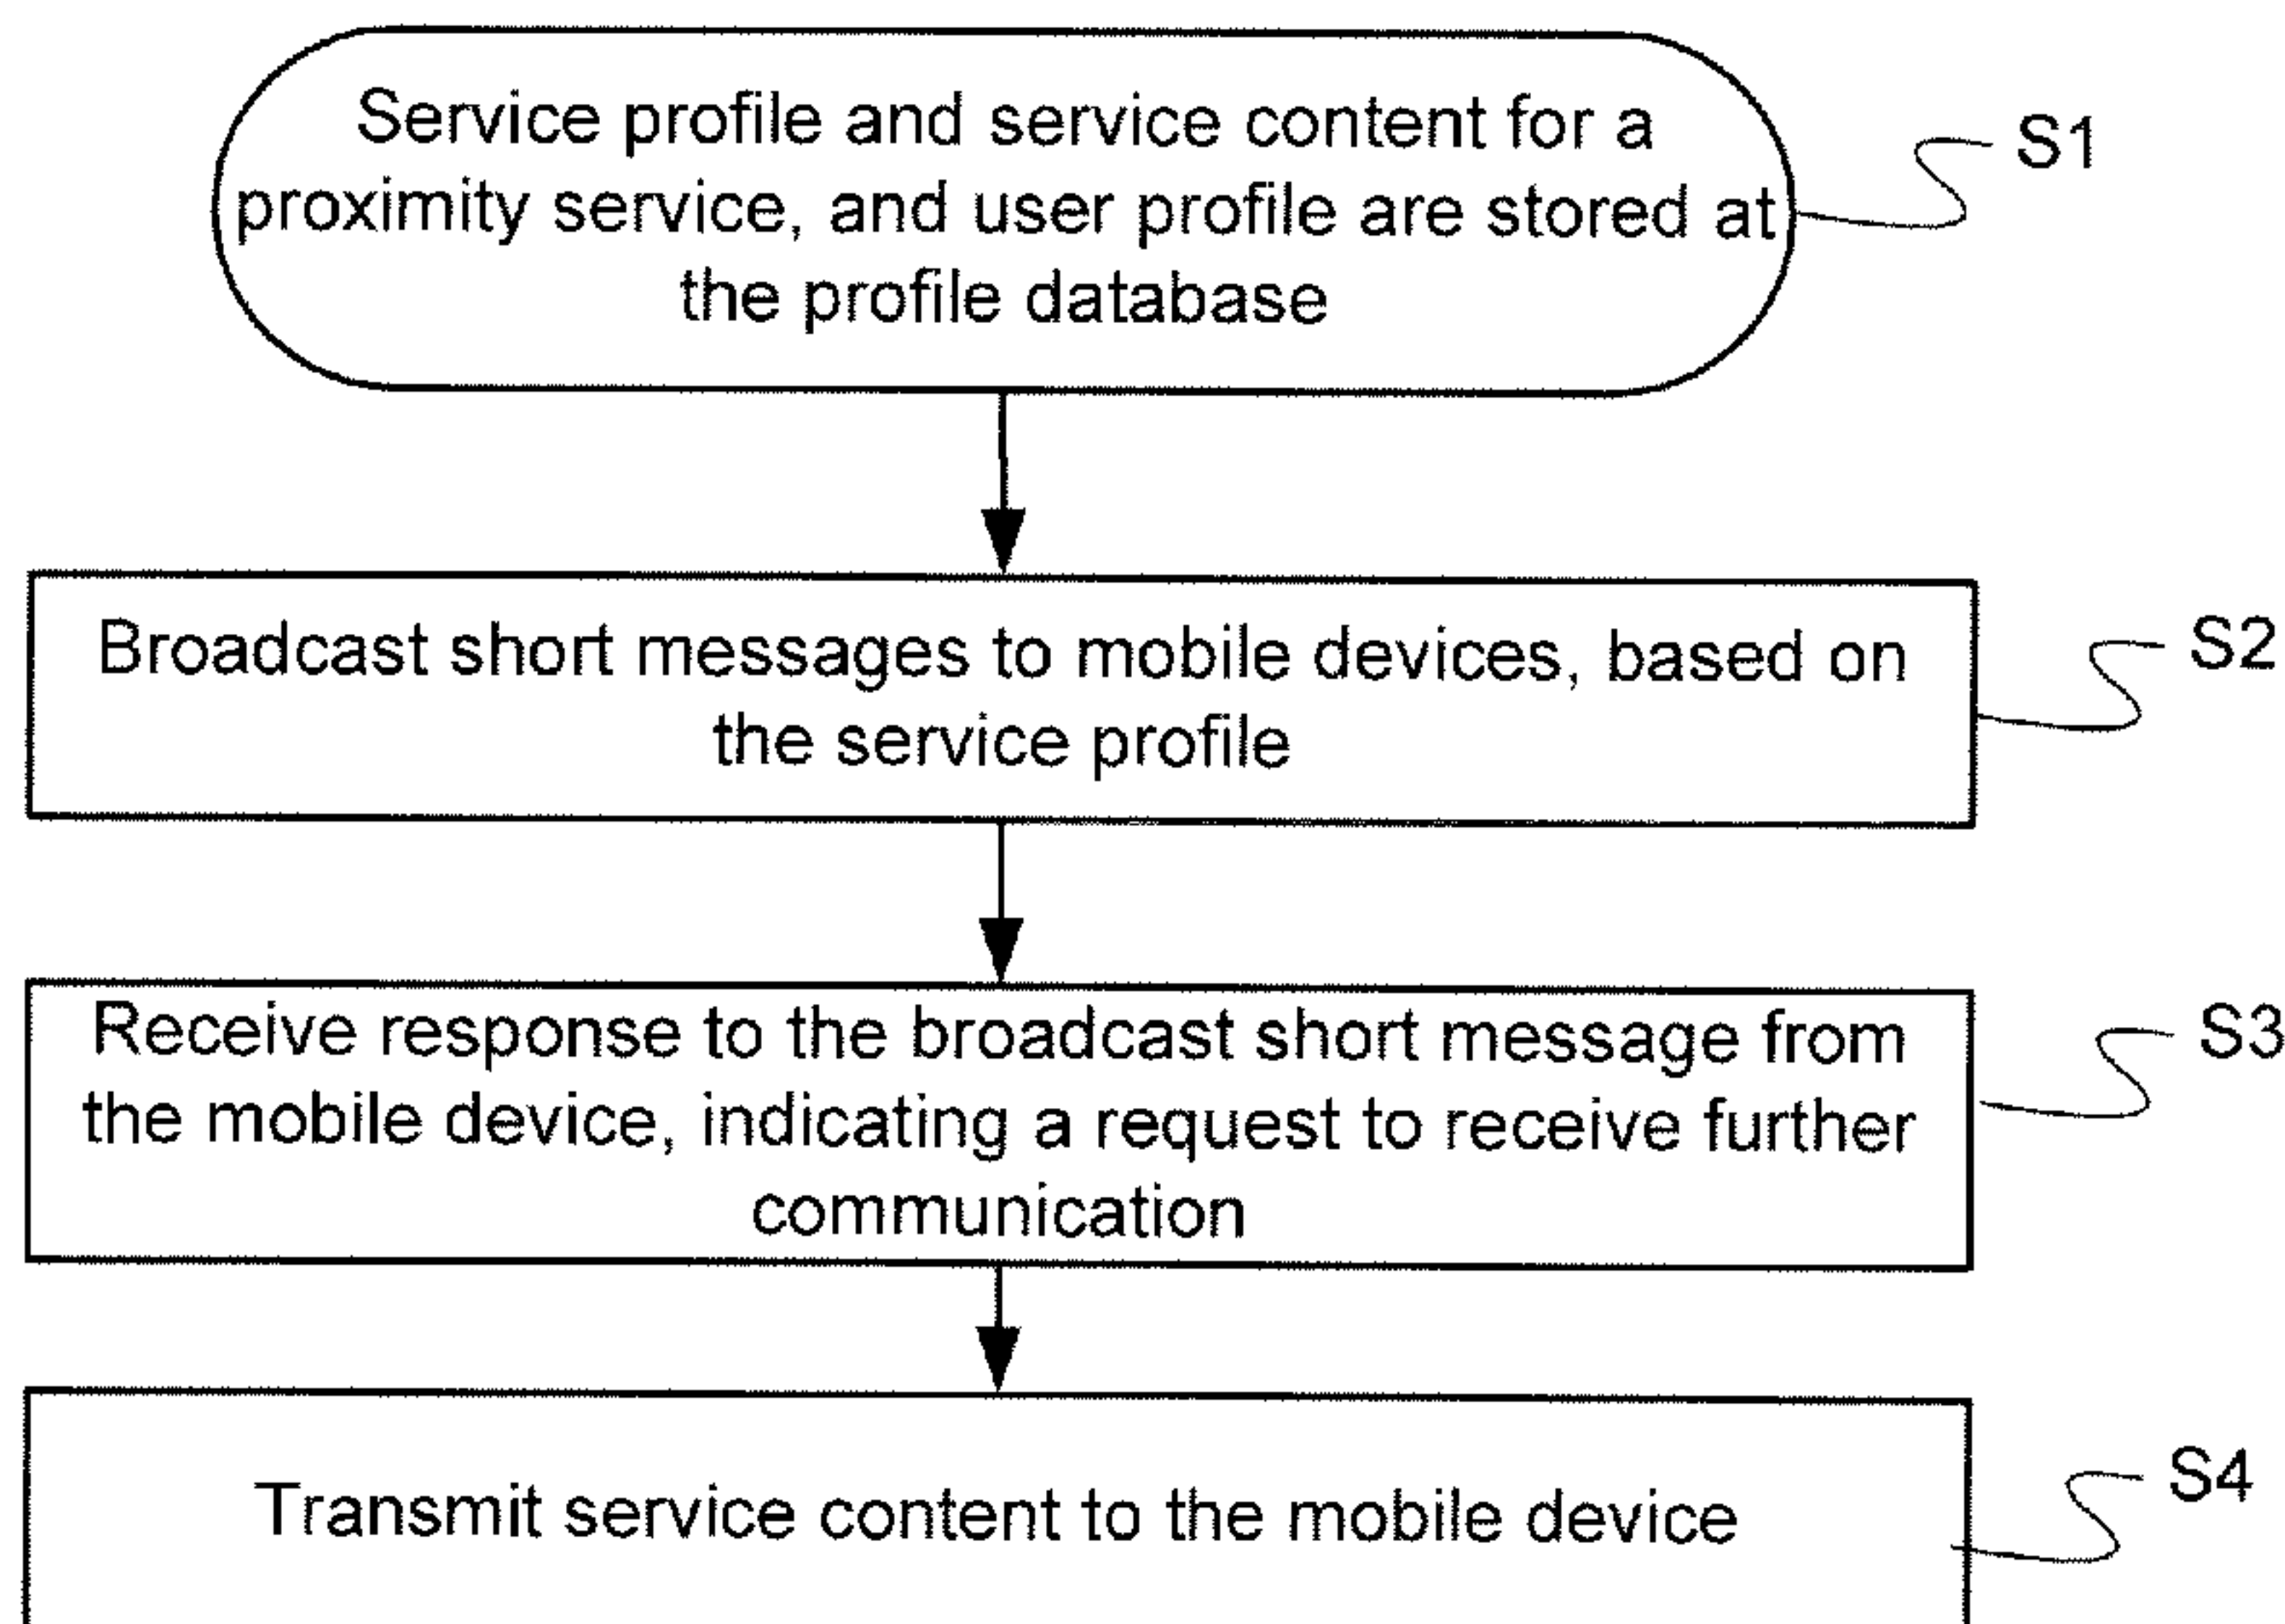 Service profile and service content for a
proximity service, and user profile are stored at
the profile database
S1
Broadcast short messages to mobile devices, based on
the service profile
S2
Receive response to the broadcast short message from
the mobile device, indicating a request to receive further
communication
S3
Transmit service content to the mobile device
S4